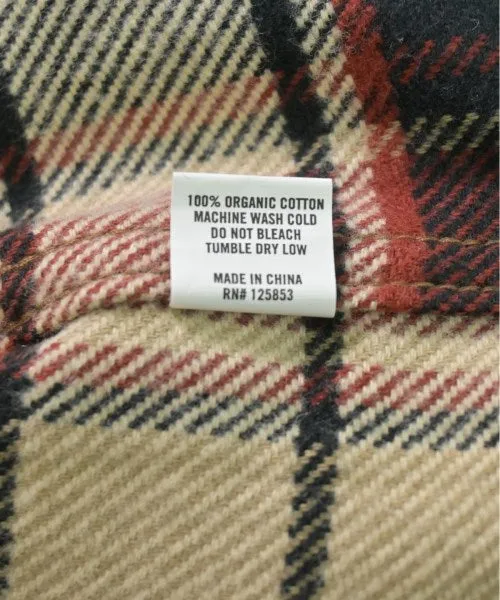 100% ORGANIC COTTON
MACHINE WASH COLD
DO NOT BLEACH
TUMBLE DRY LOW
MADE IN CHINA
RN# 125853